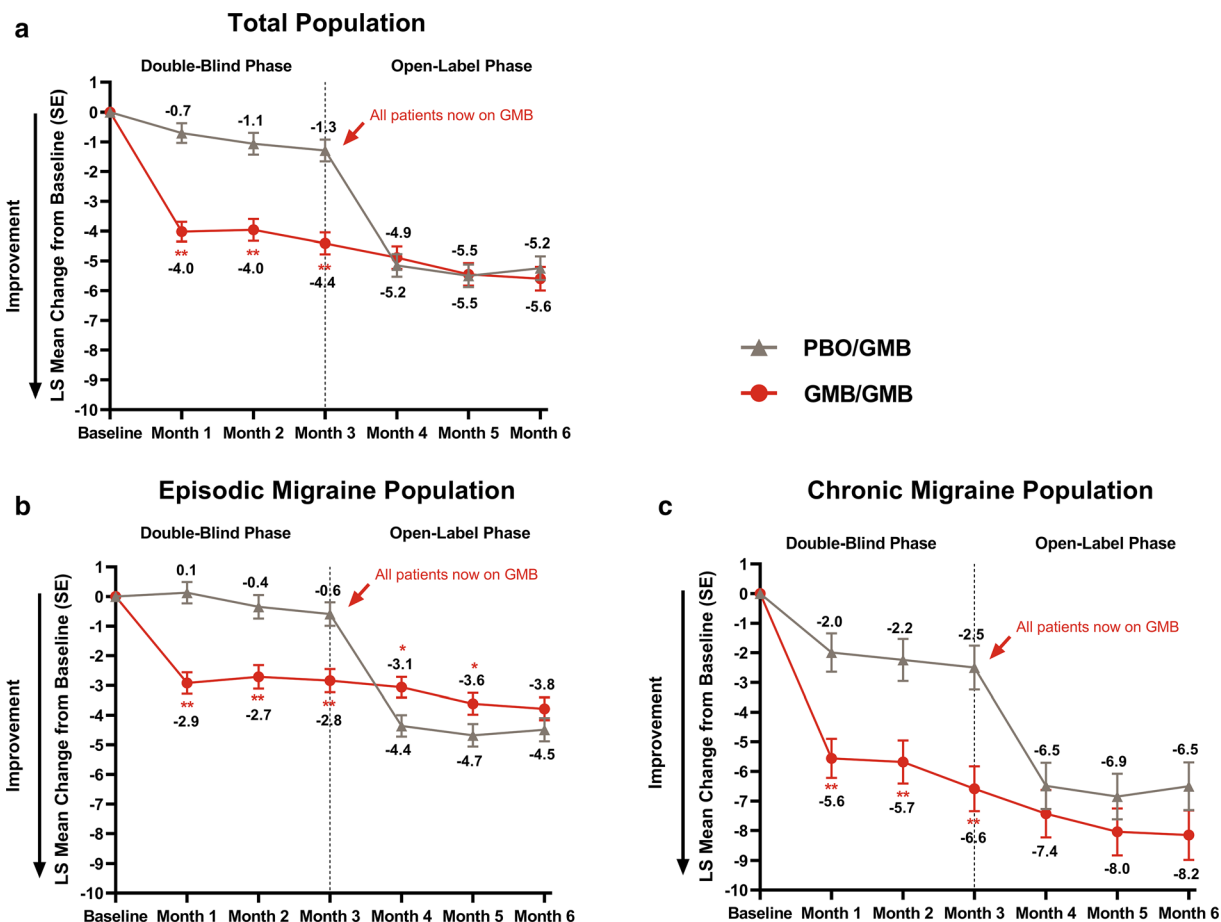 a
Total Population
Double-Blind Phase Open-Label Phase
Improvement
LS Mean Change from Baseline (SE)
1
0
-1
-2
-3
-4
-5
-6
-7
-8
-9
-10
All patients now on GMB
-0.7 -1.1 -1.3
-4.9 -5.5 -5.2
** ** **
-4.0 -4.0 -4.4 -5.2 -5.5 -5.6
Baseline Month 1 Month 2 Month 3 Month 4 Month 5 Month 6
PBO/GMB
GMB/GMB
b
Episodic Migraine Population
Double-Blind Phase Open-Label Phase
Improvement
LS Mean Change from Baseline (SE)
1
0
-1
-2
-3
-4
-5
-6
-7
-8
-9
-10
All patients now on GMB
0.1 -0.4 -0.6
* *
-3.1 -3.6 -3.8
** ** **
-2.9 -2.7 -2.8
-4.4 -4.7 -4.5
Baseline Month 1 Month 2 Month 3 Month 4 Month 5 Month 6
c
Chronic Migraine Population
Double-Blind Phase Open-Label Phase
Improvement
LS Mean Change from Baseline (SE)
1
0
-1
-2
-3
-4
-5
-6
-7
-8
-9
-10
All patients now on GMB
-2.0 -2.2 -2.5
-6.5 -6.9 -6.5
** ** **
-5.6 -5.7 -6.6
-7.4 -8.0 -8.2
Baseline Month 1 Month 2 Month 3 Month 4 Month 5 Month 6